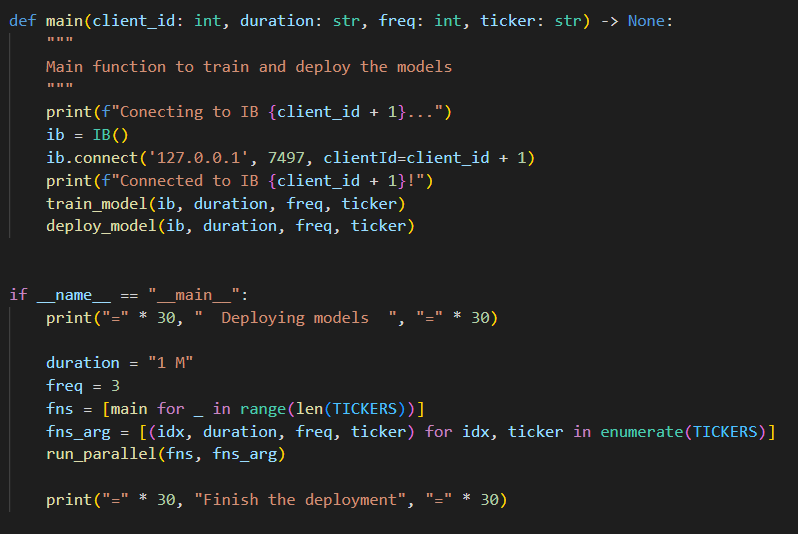 def main(client_id: int, duration: str, freq: int, ticker: str) -> None:
    """
    Main function to train and deploy the models
    """
    print(f"Conecting to IB {client_id + 1}...")
    ib = IB()
    ib.connect('127.0.0.1', 7497, clientId=client_id + 1)
    print(f"Connected to IB {client_id + 1}!")
    train_model(ib, duration, freq, ticker)
    deploy_model(ib, duration, freq, ticker)

if __name__ == "__main__":
    print("=" * 30, "  Deploying models  ", "=" * 30)

    duration = "1 M"
    freq = 3
    fns = [main for _ in range(len(TICKERS))]
    fns_arg = [(idx, duration, freq, ticker) for idx, ticker in enumerate(TICKERS)]
    run_parallel(fns, fns_arg)

    print("=" * 30, "Finish the deployment", "=" * 30)